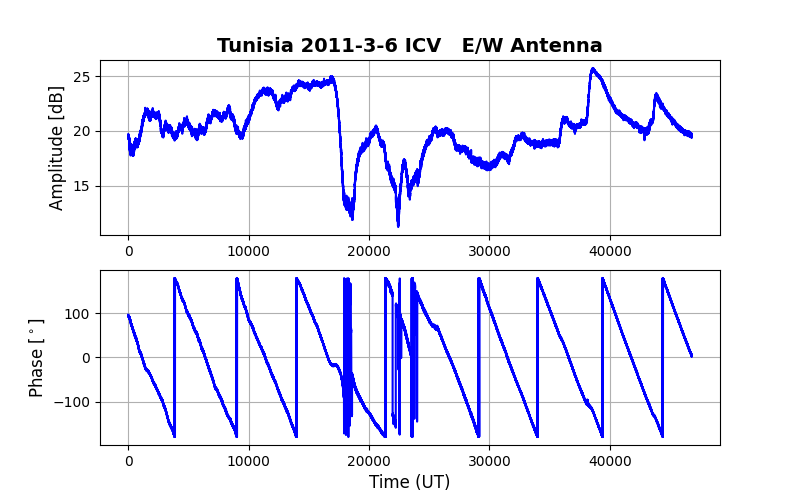 Tunisia 2011-3-6 ICV E/W Antenna
Amplitude [dB]
25
20
15
0 10000 20000 30000 40000
Phase [°]
100
0
−100
0 10000 20000 30000 40000
Time (UT)